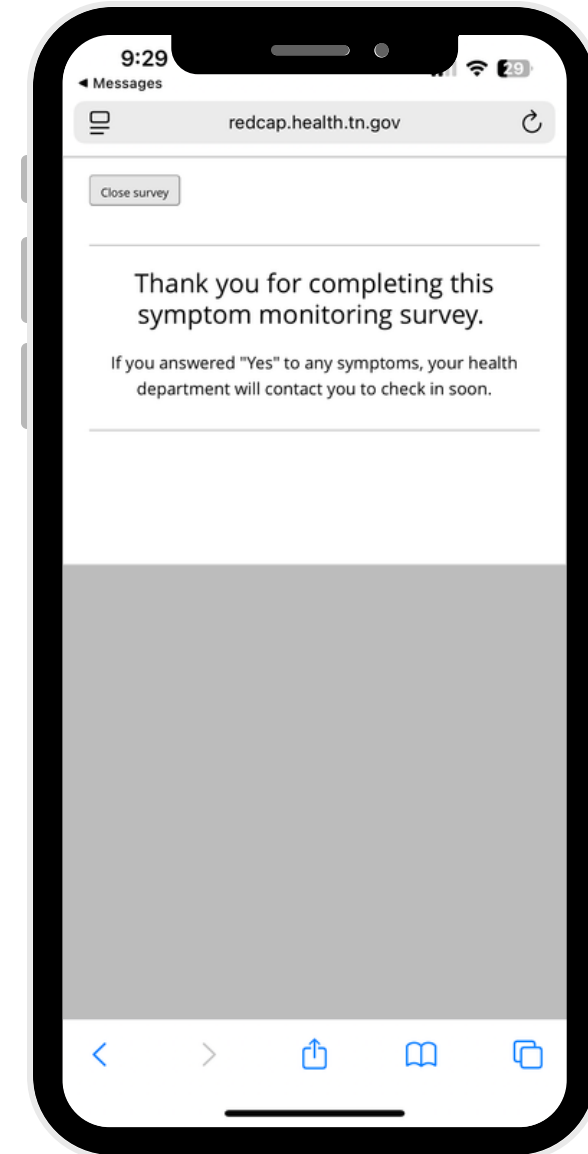 9:29
29
◀ Messages
redcap.health.tn.gov
Close survey
Thank you for completing this
symptom monitoring survey.
If you answered "Yes" to any symptoms, your health
department will contact you to check in soon.